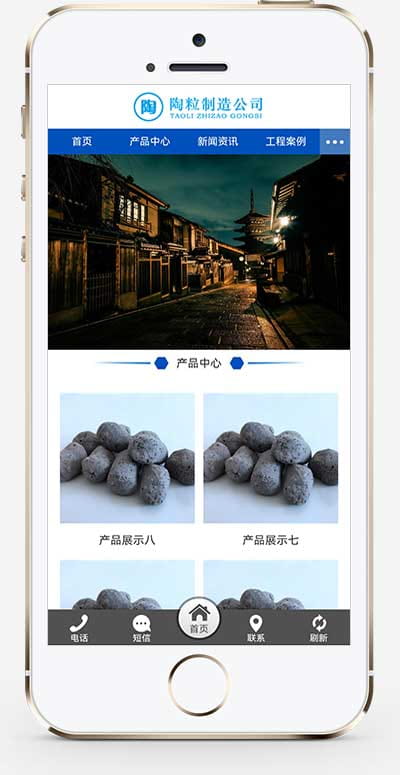 陶 陶粒制造公司
TAOLI ZHIZAO GONGSI
首页 产品中心 新闻资讯 工程案例
产品中心
产品展示八 产品展示七
电话 短信 首页 联系 刷新